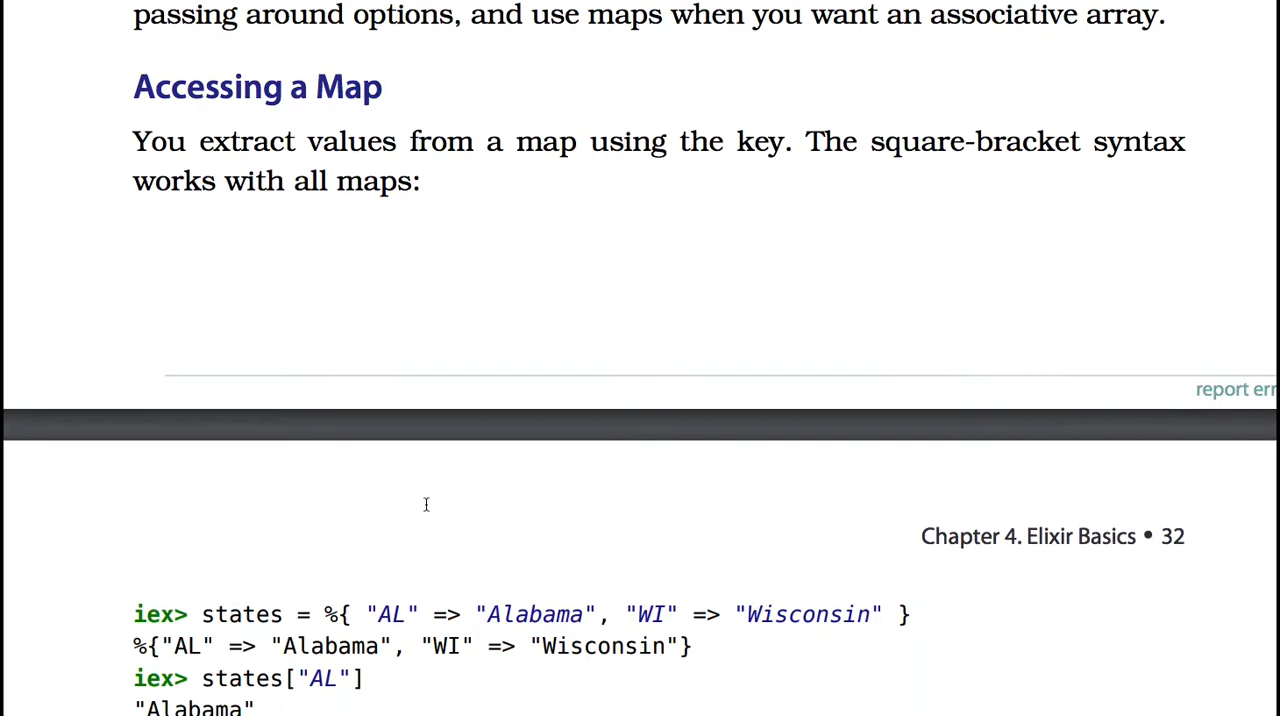 passing around options, and use maps when you want an associative array.
Accessing a Map
You extract values from a map using the key. The square-bracket syntax
works with all maps:
report err
Chapter 4. Elixir Basics • 32
iex> states = %{ "AL" => "Alabama", "WI" => "Wisconsin" }
%{"AL" => "Alabama", "WI" => "Wisconsin"}
iex> states["AL"]
"Alabama"